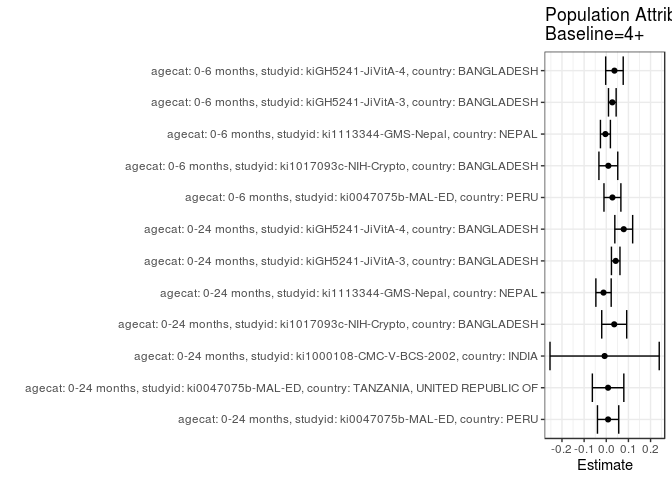 Population Attrib
Baseline=4+
agecat: 0-6 months, studyid: kiGH5241-JiVitA-4, country: BANGLADESH
agecat: 0-6 months, studyid: kiGH5241-JiVitA-3, country: BANGLADESH
agecat: 0-6 months, studyid: ki1113344-GMS-Nepal, country: NEPAL
agecat: 0-6 months, studyid: ki1017093c-NIH-Crypto, country: BANGLADESH
agecat: 0-6 months, studyid: ki0047075b-MAL-ED, country: PERU
agecat: 0-24 months, studyid: kiGH5241-JiVitA-4, country: BANGLADESH
agecat: 0-24 months, studyid: kiGH5241-JiVitA-3, country: BANGLADESH
agecat: 0-24 months, studyid: ki1113344-GMS-Nepal, country: NEPAL
agecat: 0-24 months, studyid: ki1017093c-NIH-Crypto, country: BANGLADESH
agecat: 0-24 months, studyid: ki1000108-CMC-V-BCS-2002, country: INDIA
agecat: 0-24 months, studyid: ki0047075b-MAL-ED, country: TANZANIA, UNITED REPUBLIC OF
agecat: 0-24 months, studyid: ki0047075b-MAL-ED, country: PERU
-0.2 -0.1 0.0 0.1 0.2
Estimate